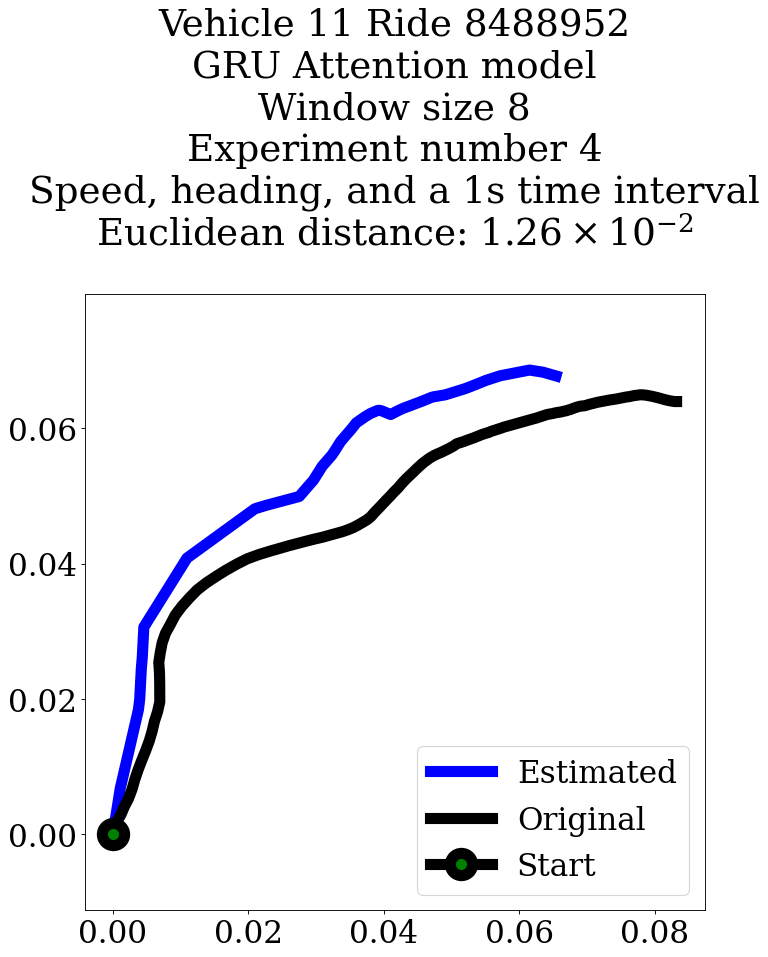 Vehicle 11 Ride 8488952
GRU Attention model
Window size 8
Experiment number 4
Speed, heading, and a 1s time interval
Euclidean distance: 1.26 × 10⁻²
0.06
0.04
0.02
0.00
Estimated
Original
Start
0.00 0.02 0.04 0.06 0.08